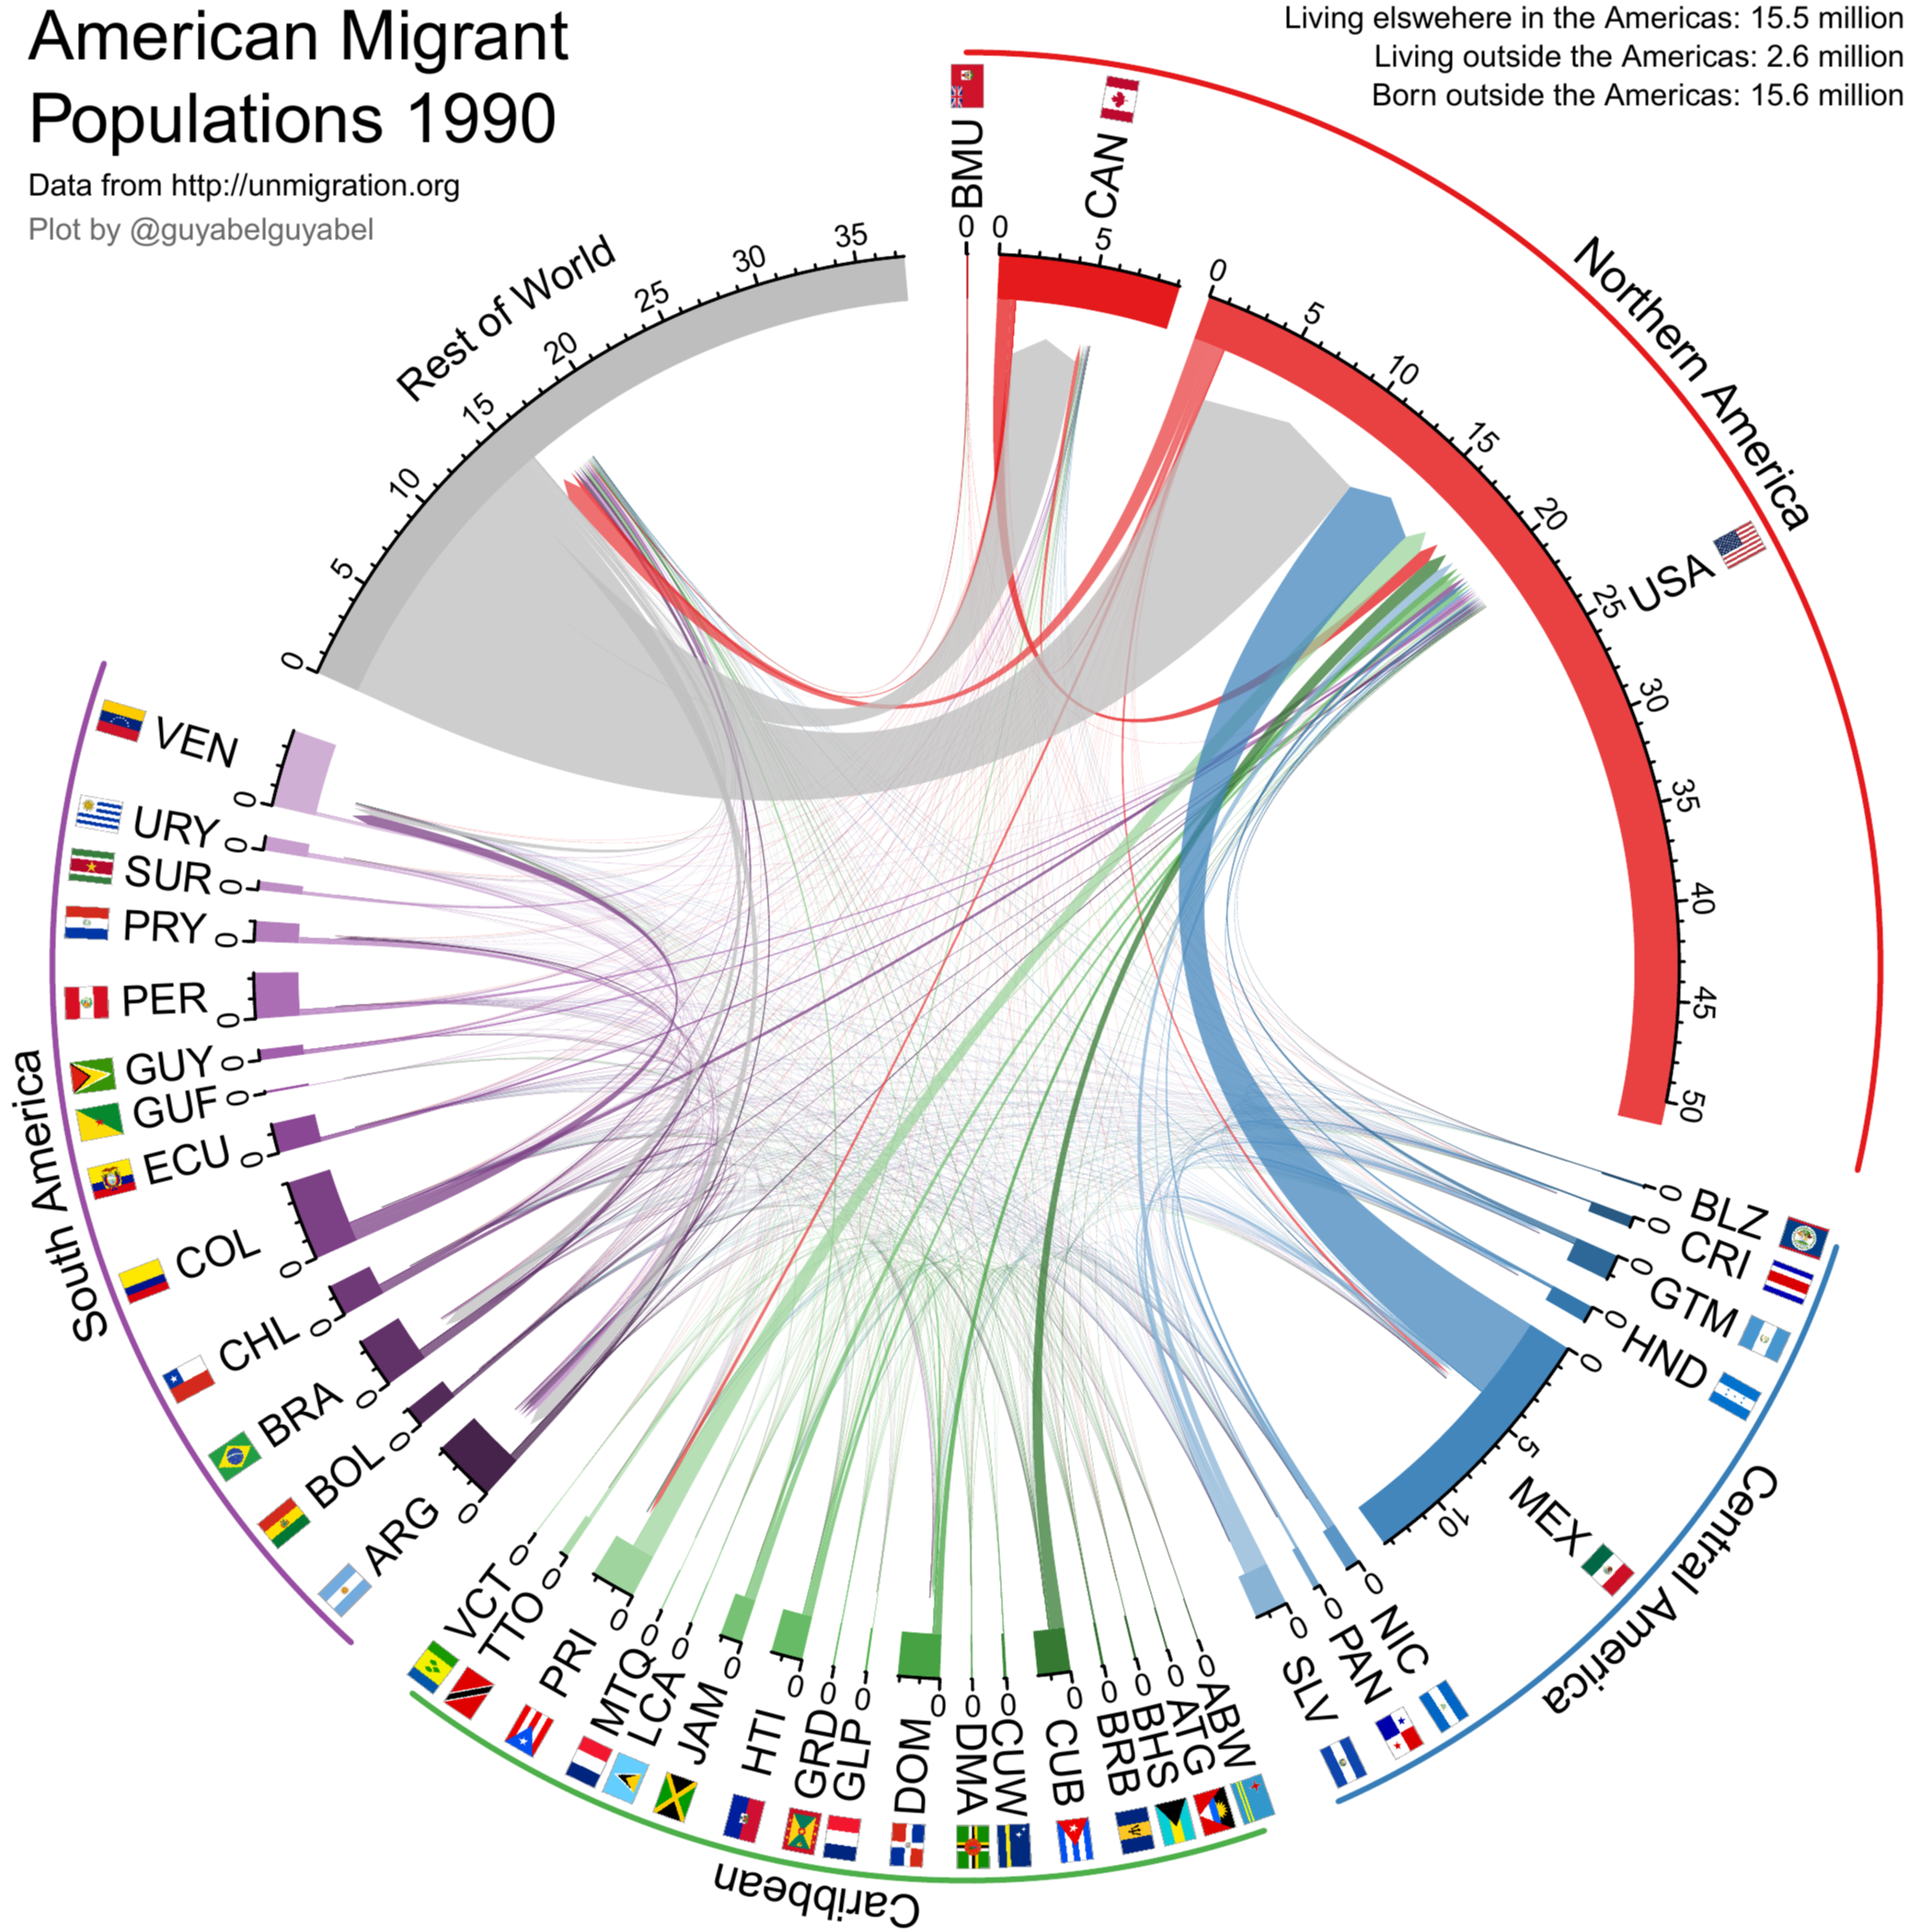 American Migrant
Populations 1990
Data from http://unmigration.org
Plot by @guyabelguyabel
Living elswehere in the Americas: 15.5 million
Living outside the Americas: 2.6 million
Born outside the Americas: 15.6 million
Northern America
BMU
0
CAN
0
5
USA
0
5
10
15
20
25
30
35
40
45
50
Central America
BLZ
0
CRI
0
GTM
0
HND
0
MEX
0
5
10
NIC
0
PAN
0
SLV
0
Caribbean
ABW
0
ATG
0
BHS
0
BRB
0
CUB
0
CUW
0
DMA
0
DOM
0
GLP
0
GRD
0
HTI
0
JAM
0
LCA
0
MTQ
0
PRI
0
TTO
0
VCT
0
South America
ARG
0
BOL
0
BRA
0
CHL
0
COL
0
ECU
0
GUF
0
GUY
0
PER
0
PRY
0
SUR
0
URY
0
VEN
0
Rest of World
0
5
10
15
20
25
30
35